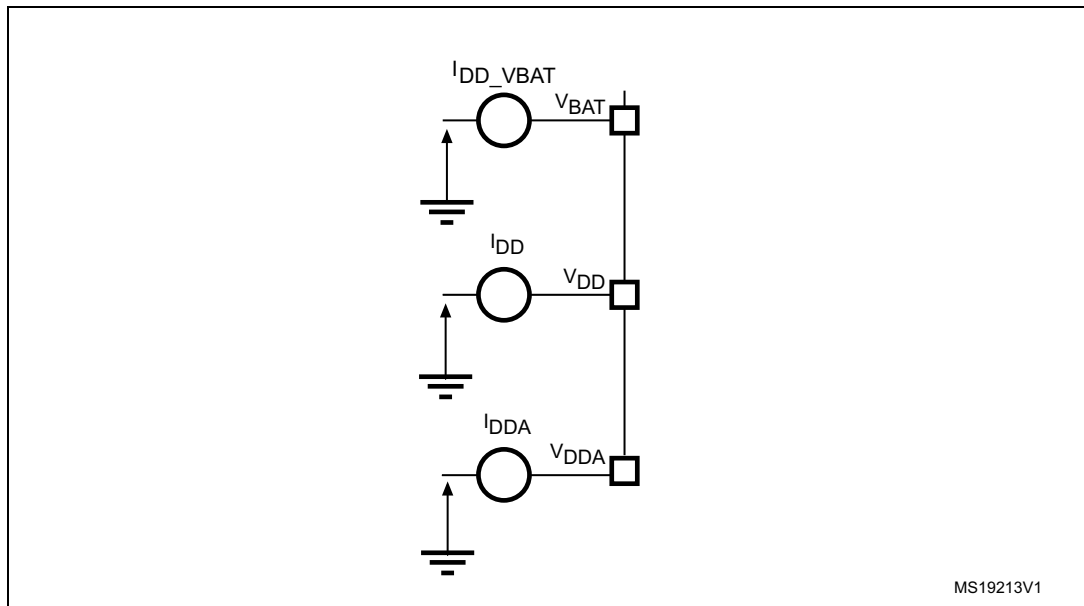 IDD_VBAT
VBAT
IDD
VDD
IDDA
VDDA
MS19213V1